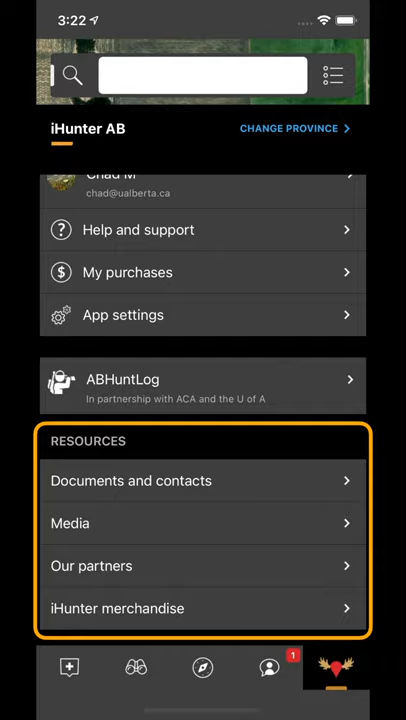 3:22
iHunter AB
CHANGE PROVINCE
Chad M
chad@ualberta.ca
Help and support
My purchases
App settings
ABHuntLog
In partnership with ACA and the U of A
RESOURCES
Documents and contacts
Media
Our partners
iHunter merchandise
1